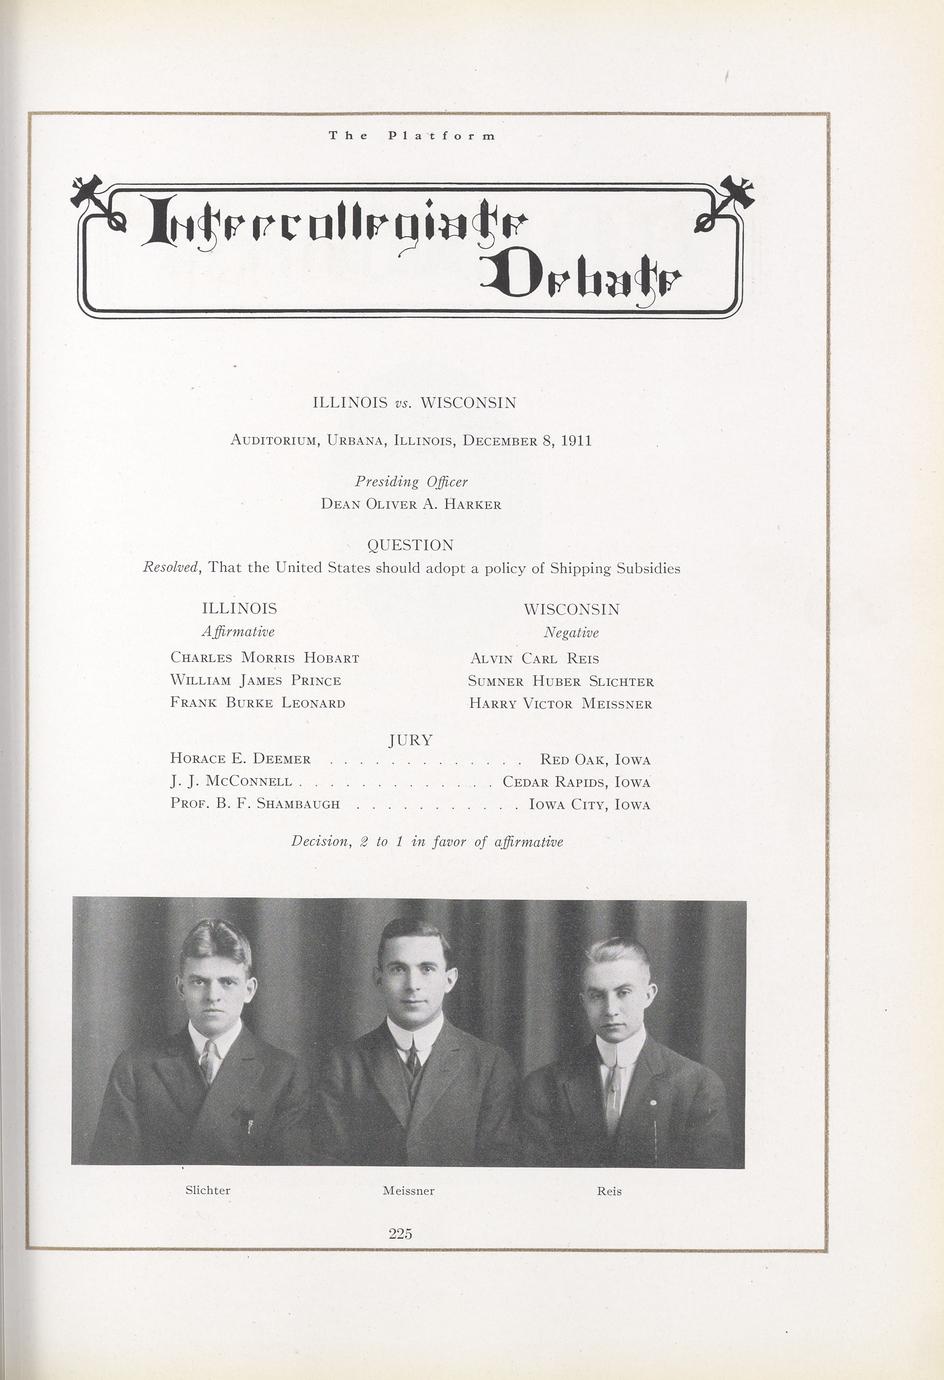 The Platform
Intercollegiate
Debate
ILLINOIS vs. WISCONSIN
AUDITORIUM, URBANA, ILLINOIS, DECEMBER 8, 1911
Presiding Officer
DEAN OLIVER A. HARKER
QUESTION
Resolved, That the United States should adopt a policy of Shipping Subsidies
ILLINOIS WISCONSIN
Affirmative Negative
CHARLES MORRIS HOBART ALVIN CARL REIS
WILLIAM JAMES PRINCE SUMNER HUBER SLICHTER
FRANK BURKE LEONARD HARRY VICTOR MEISSNER
JURY
HORACE E. DEEMER . . . . . . . . . . . . . RED OAK, IOWA
J. J. MCCONNELL . . . . . . . . . . . . . CEDAR RAPIDS, IOWA
PROF. B. F. SHAMBAUGH . . . . . . . . . . . IOWA CITY, IOWA
Decision, 2 to 1 in favor of affirmative
Slichter Meissner Reis
225